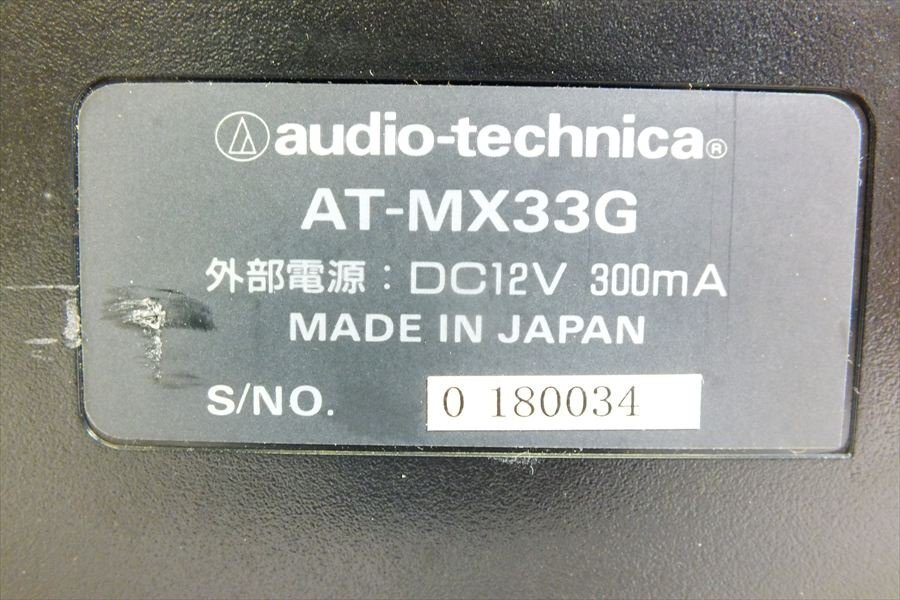 audio-technica®
AT-MX33G
外部電源：DC12V 300mA
MADE IN JAPAN
S/NO. 0 180034